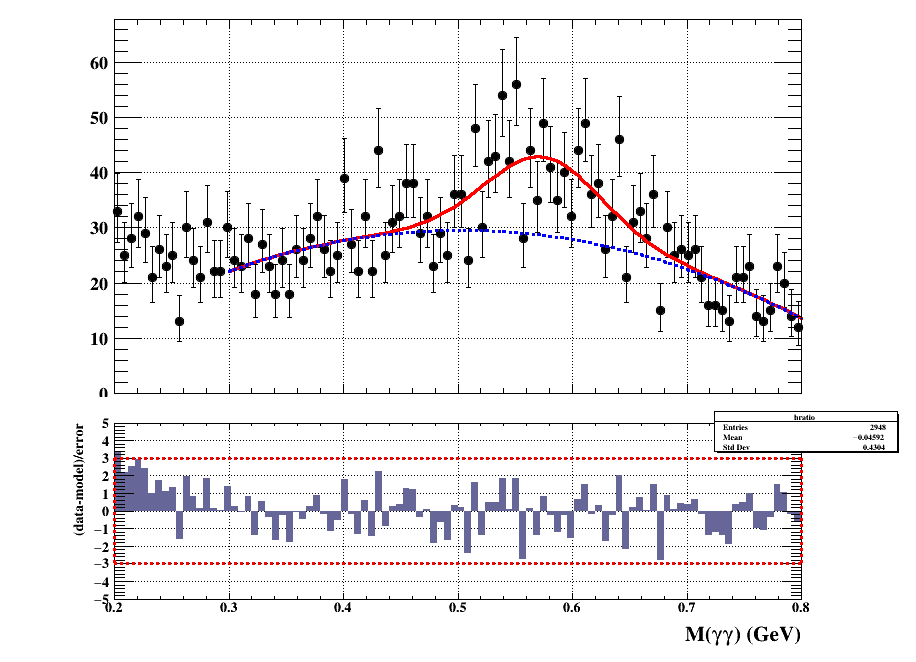 60
50
40
30
20
10
0
hratio
Entries 2948
Mean −0.04592
Std Dev 0.4304
(data-model)/error
5
4
3
2
1
0
−1
−2
−3
−4
−5
0.2 0.3 0.4 0.5 0.6 0.7 0.8
M(γγ) (GeV)